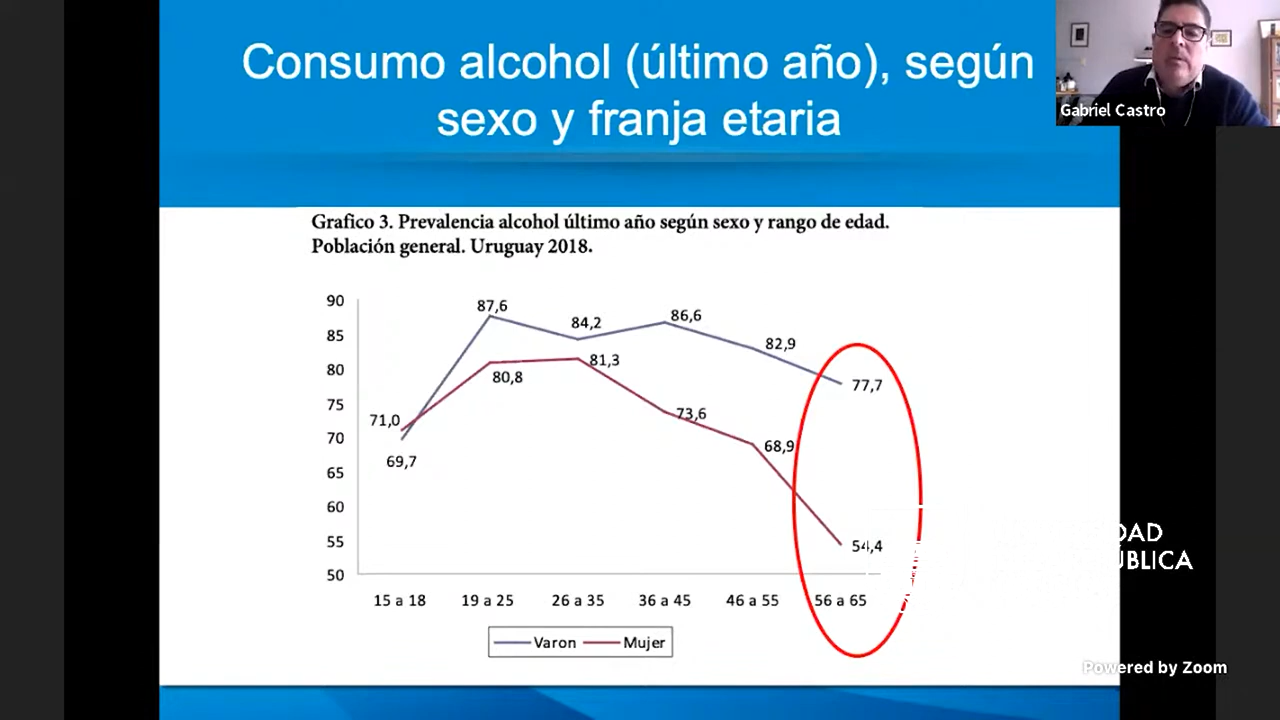 Consumo alcohol (último año), según
sexo y franja etaria
Gabriel Castro
Grafico 3. Prevalencia alcohol último año según sexo y rango de edad.
Población general. Uruguay 2018.
90
85
80
75
70
65
60
55
50
87,6
84,2
86,6
82,9
77,7
71,0
69,7
80,8
81,3
73,6
68,9
54,4
15 a 18
19 a 25
26 a 35
36 a 45
46 a 55
56 a 65
Varon
Mujer
Powered by Zoom